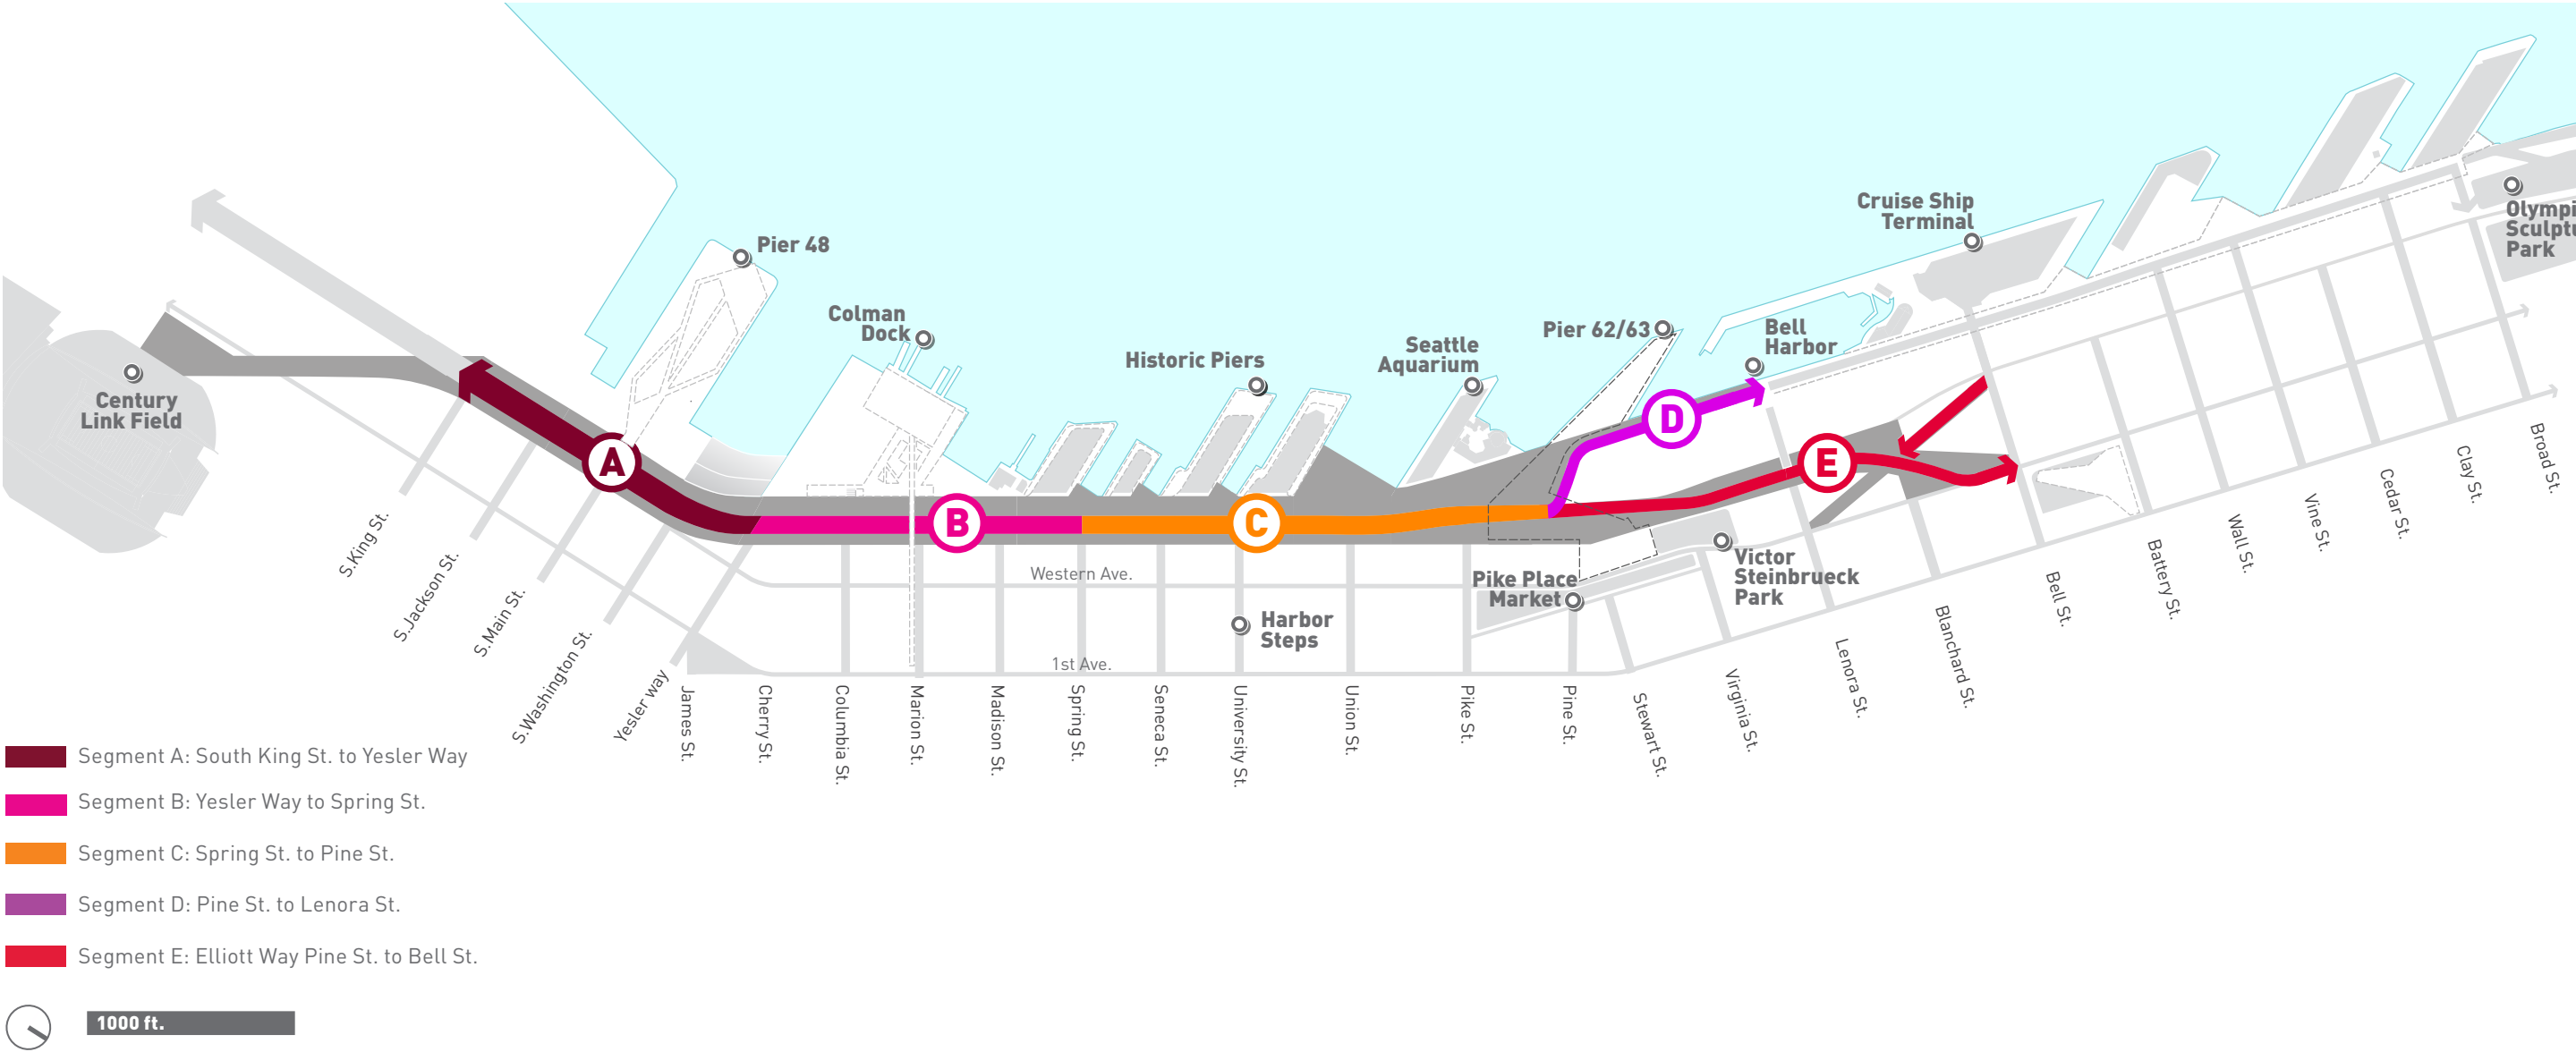 Cruise Ship
Terminal
Olympi
Sculptu
Park
Pier 48
Colman
Dock
Historic Piers
Seattle
Aquarium
Pier 62/63
Bell
Harbor
Century
Link Field
A
B
C
D
E
Western Ave.
1st Ave.
Harbor
Steps
Pike Place
Market
Victor
Steinbrueck
Park
S.King St.
S.Jackson St.
S.Main St.
S.Washington St.
Yesler way
James St.
Cherry St.
Columbia St.
Marion St.
Madison St.
Spring St.
Seneca St.
University St.
Union St.
Pike St.
Pine St.
Stewart St.
Virginia St.
Lenora St.
Blanchard St.
Bell St.
Battery St.
Wall St.
Vine St.
Cedar St.
Clay St.
Broad St.
Segment A: South King St. to Yesler Way
Segment B: Yesler Way to Spring St.
Segment C: Spring St. to Pine St.
Segment D: Pine St. to Lenora St.
Segment E: Elliott Way Pine St. to Bell St.
1000 ft.